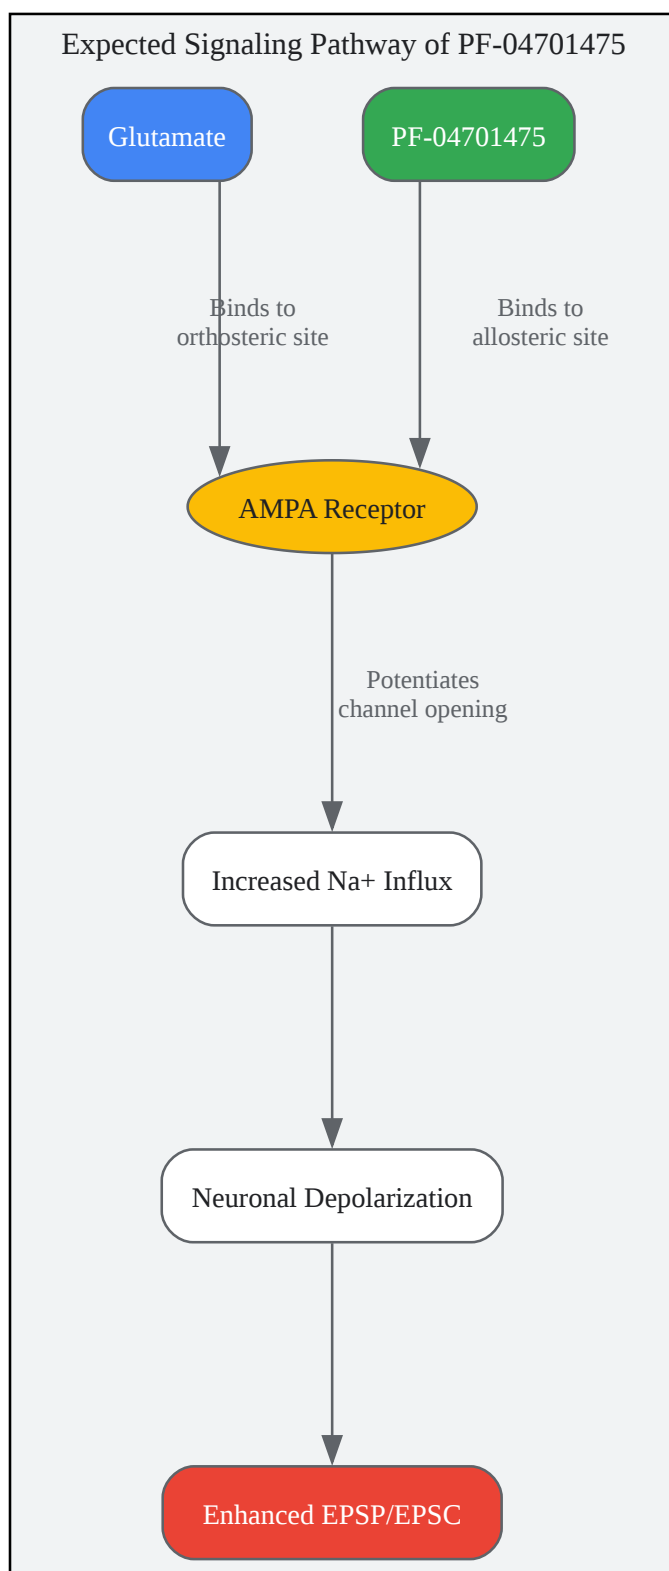 Expected Signaling Pathway of PF-04701475
Glutamate
PF-04701475
Binds to
orthosteric site
Binds to
allosteric site
AMPA Receptor
Potentiates
channel opening
Increased Na+ Influx
Neuronal Depolarization
Enhanced EPSP/EPSC